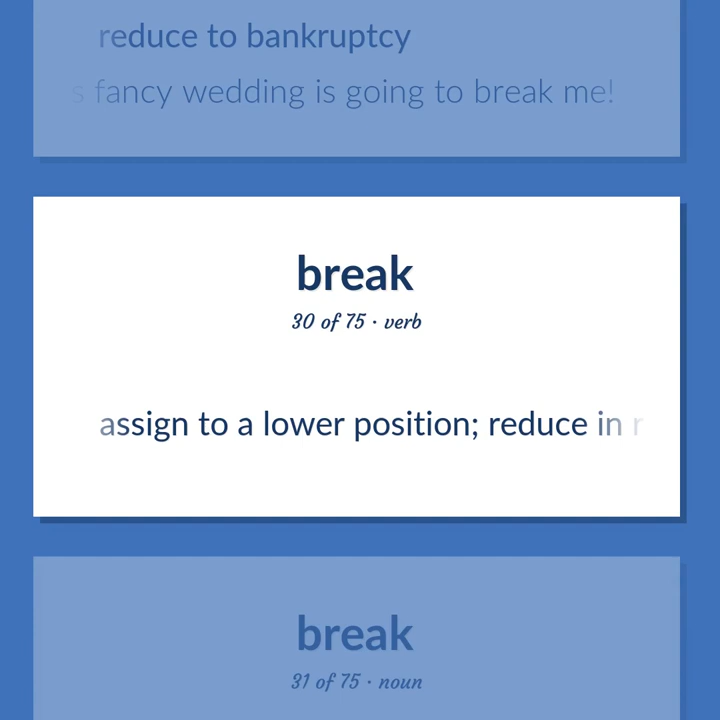 reduce to bankruptcy
fancy wedding is going to break me!
break
30 of 75 · verb
assign to a lower position; reduce in
break
31 of 75 · noun